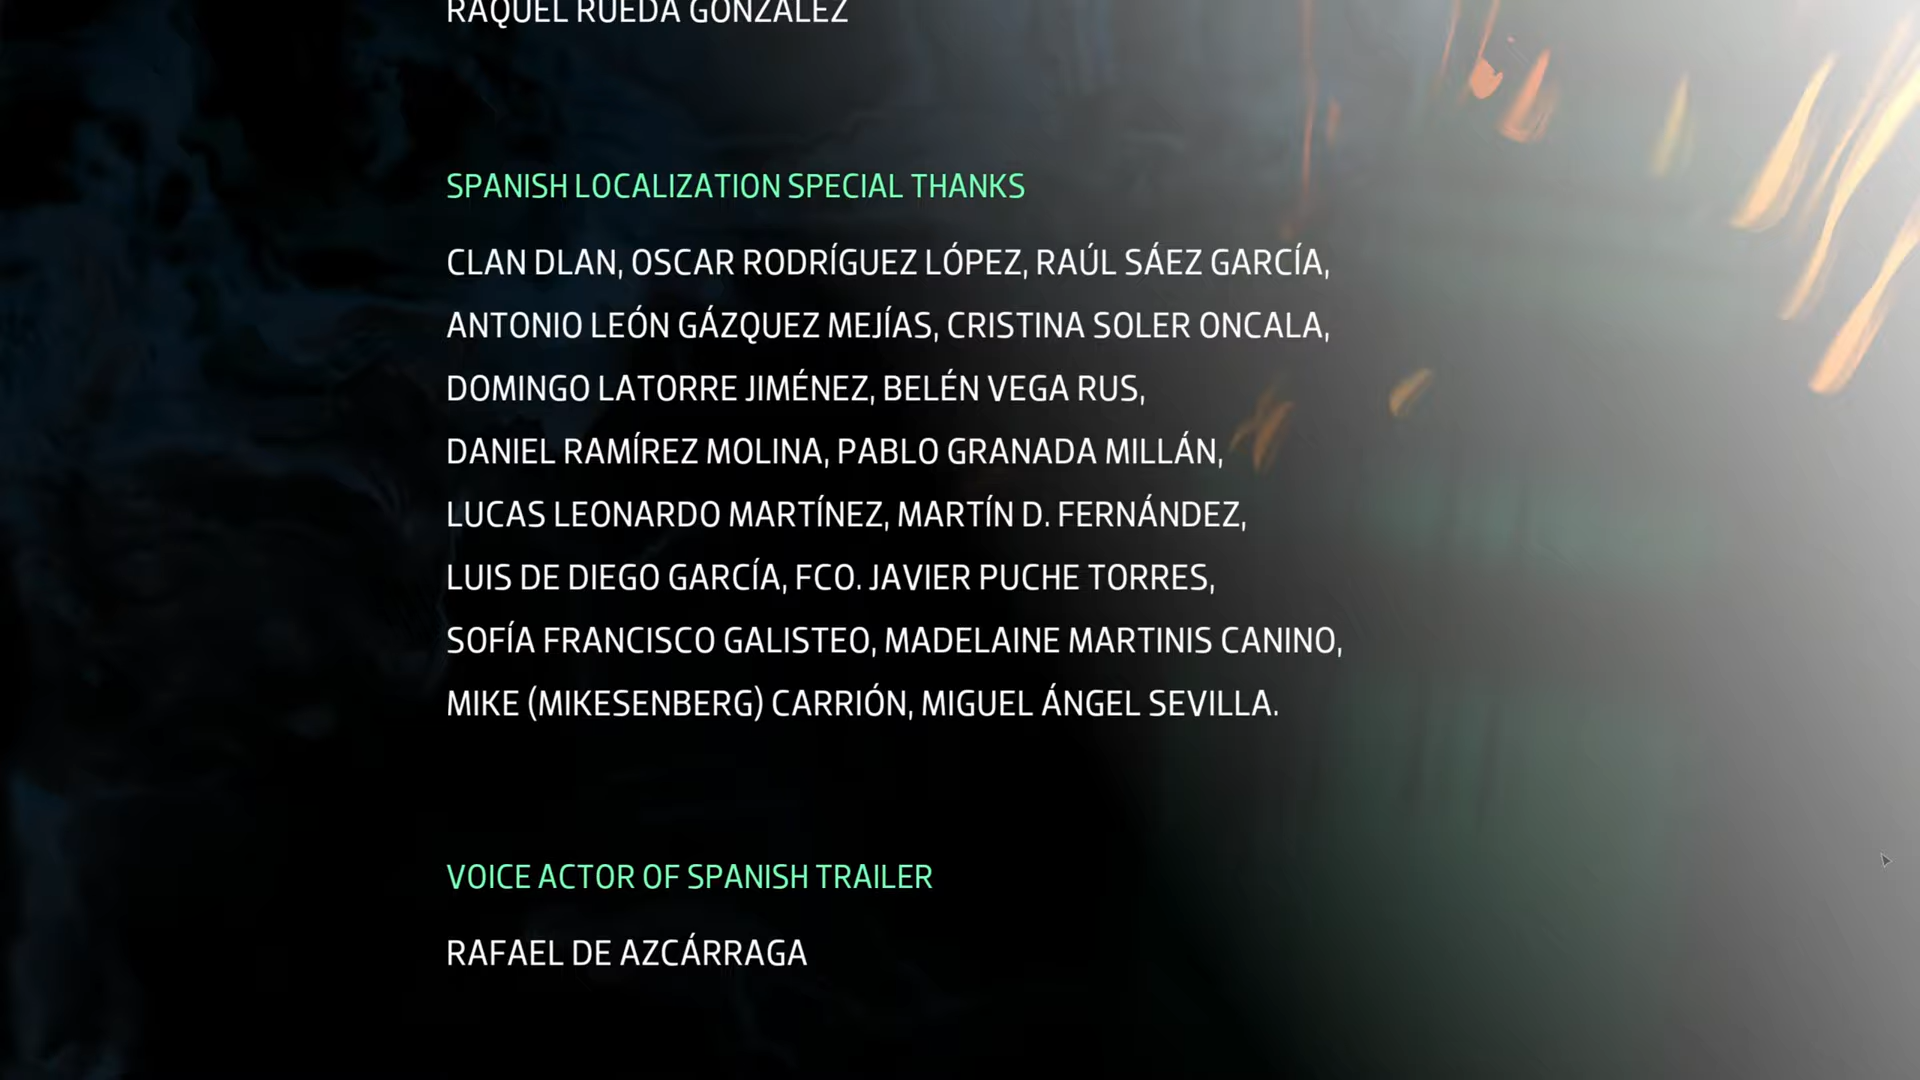 RAQUEL RUEDA GONZÁLEZ
SPANISH LOCALIZATION SPECIAL THANKS
CLAN DLAN, OSCAR RODRÍGUEZ LÓPEZ, RAÚL SÁEZ GARCÍA,
ANTONIO LEÓN GÁZQUEZ MEJÍAS, CRISTINA SOLER ONCALA,
DOMINGO LATORRE JIMÉNEZ, BELÉN VEGA RUS,
DANIEL RAMÍREZ MOLINA, PABLO GRANADA MILLÁN,
LUCAS LEONARDO MARTÍNEZ, MARTÍN D. FERNÁNDEZ,
LUIS DE DIEGO GARCÍA, FCO. JAVIER PUCHE TORRES,
SOFÍA FRANCISCO GALISTEO, MADELAINE MARTINIS CANINO,
MIKE (MIKESENBERG) CARRIÓN, MIGUEL ÁNGEL SEVILLA.
VOICE ACTOR OF SPANISH TRAILER
RAFAEL DE AZCÁRRAGA